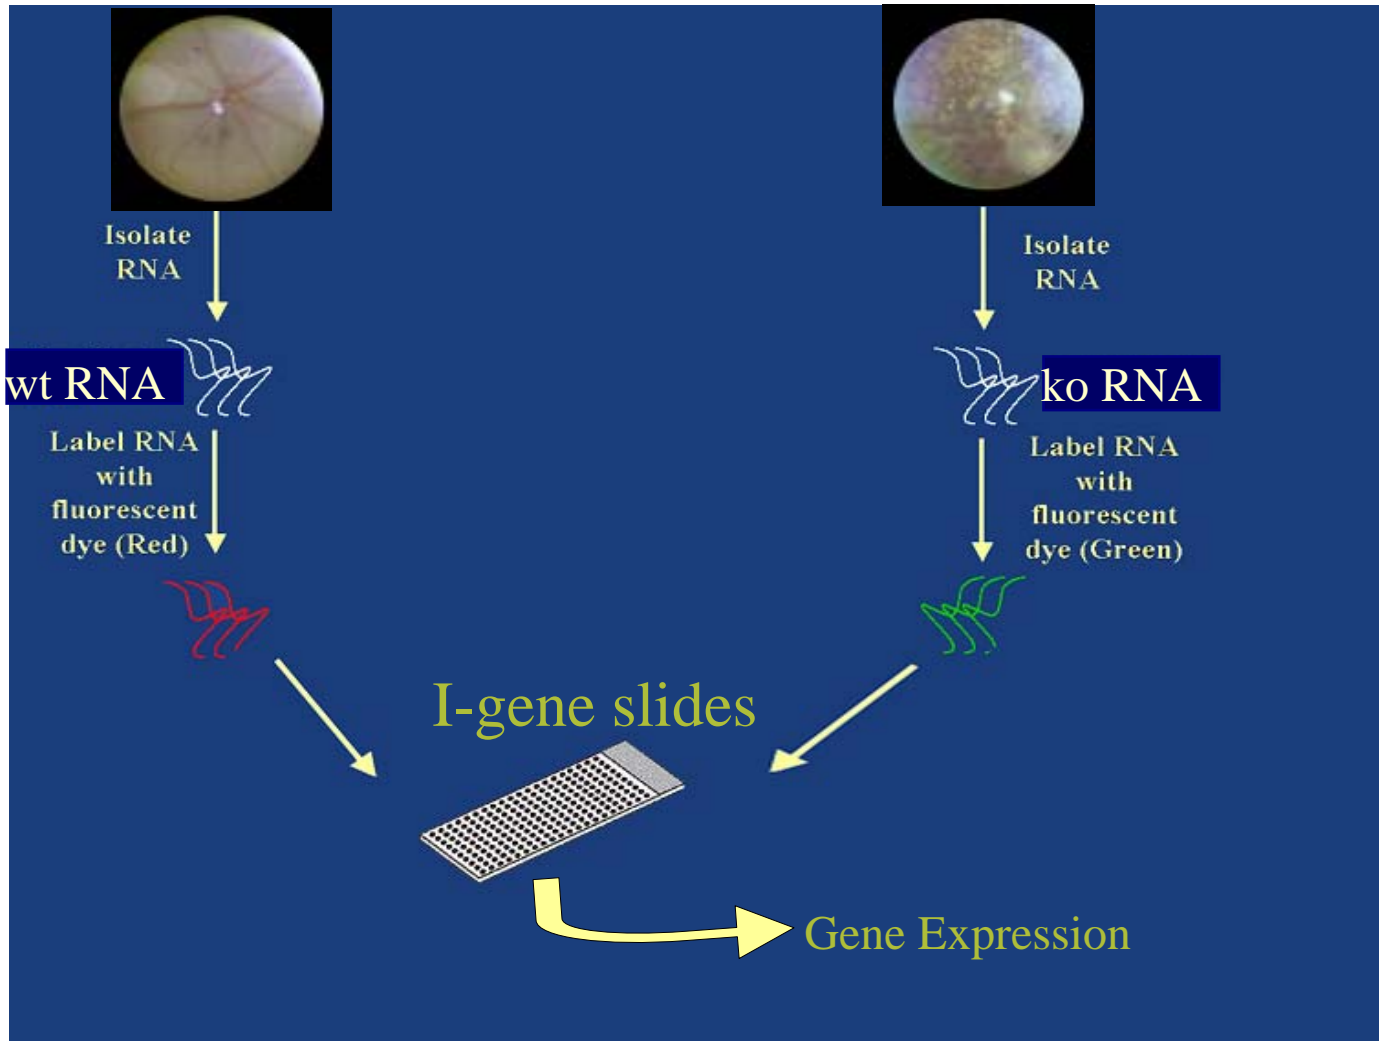 Isolate
RNA
Isolate
RNA
wt RNA
ko RNA
Label RNA
with
fluorescent
dye (Red)
Label RNA
with
fluorescent
dye (Green)
I-gene slides
Gene Expression